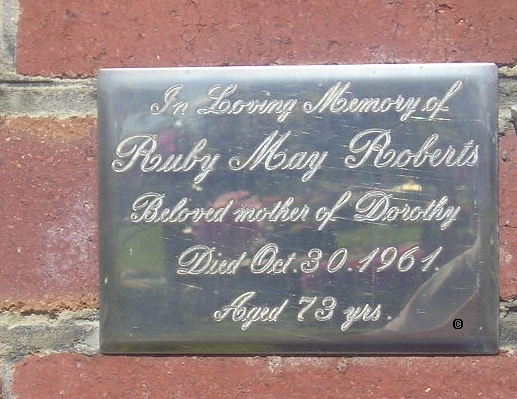 In Loving Memory of
Ruby May Roberts
Beloved mother of Dorothy
Died Oct. 30. 1961.
Aged 73 yrs.
©